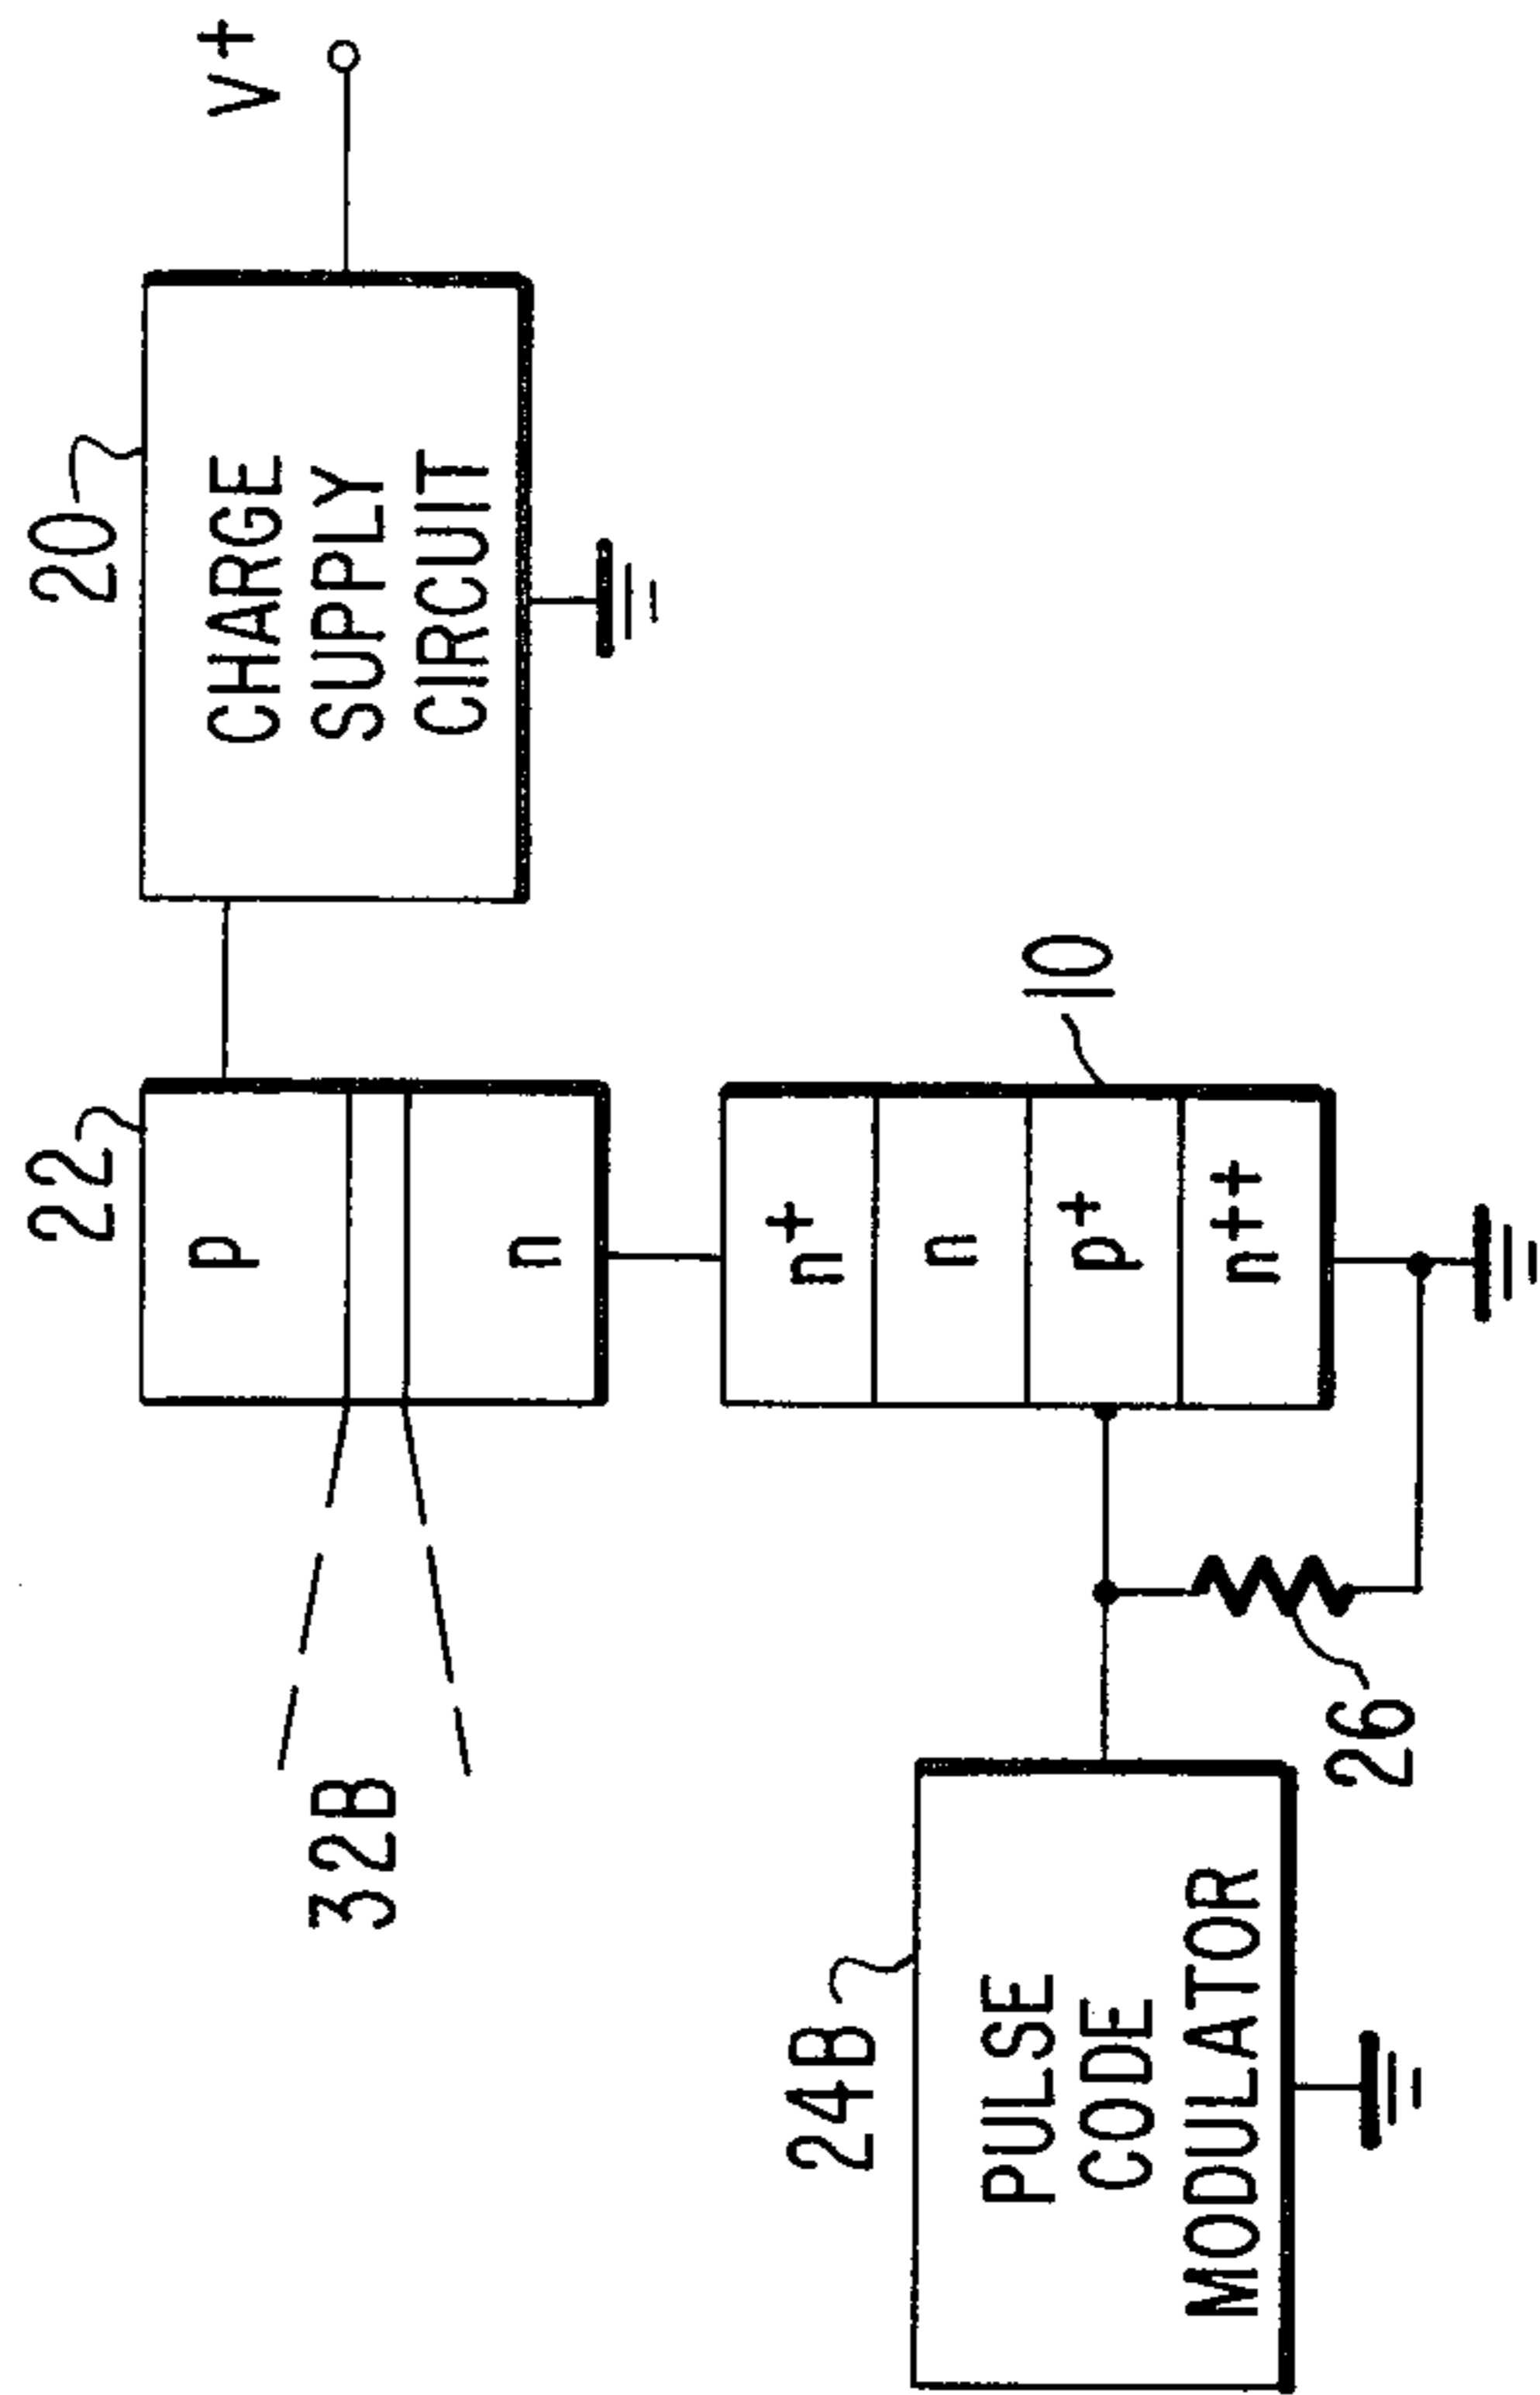 22
20
V+
p
CHARGE
SUPPLY
CIRCUIT
32B
n
24B
n+
n
10
p+
n++
PULSE
CODE
MODULATOR
26